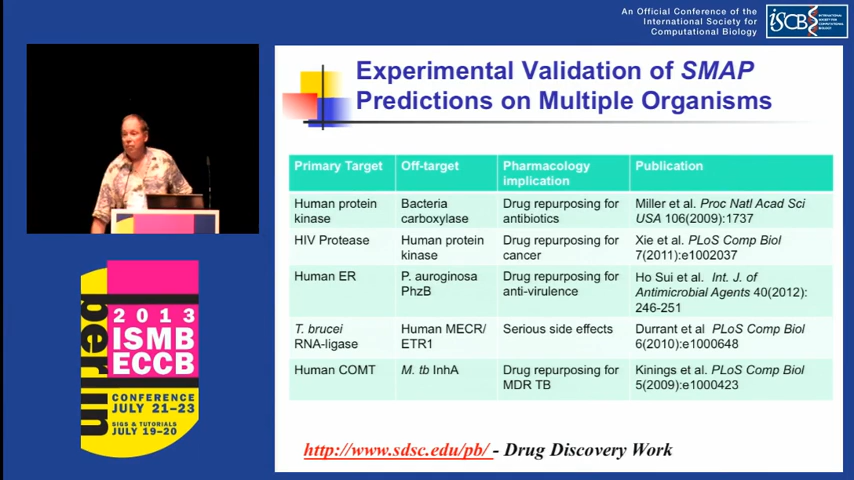 An Official Conference of the
International Society for
Computational Biology
ISCB
INTERNATIONAL
SOCIETY FOR
COMPUTATIONAL
BIOLOGY
Experimental Validation of SMAP
Predictions on Multiple Organisms
Primary Target Off-target Pharmacology implication Publication
Human protein kinase Bacteria carboxylase Drug repurposing for antibiotics Miller et al. Proc Natl Acad Sci USA 106(2009):1737
HIV Protease Human protein kinase Drug repurposing for cancer Xie et al. PLoS Comp Biol 7(2011):e1002037
Human ER P. auroginosa PhzB Drug repurposing for anti-virulence Ho Sui et al. Int. J. of Antimicrobial Agents 40(2012): 246-251
T. brucei RNA-ligase Human MECR/ ETR1 Serious side effects Durrant et al PLoS Comp Biol 6(2010):e1000648
Human COMT M. tb InhA Drug repurposing for MDR TB Kinings et al. PLoS Comp Biol 5(2009):e1000423
http://www.sdsc.edu/pb/ - Drug Discovery Work
berlin
2013
ISMB
ECCB
CONFERENCE
JULY 21-23
SIGS & TUTORIALS
JULY 19-20